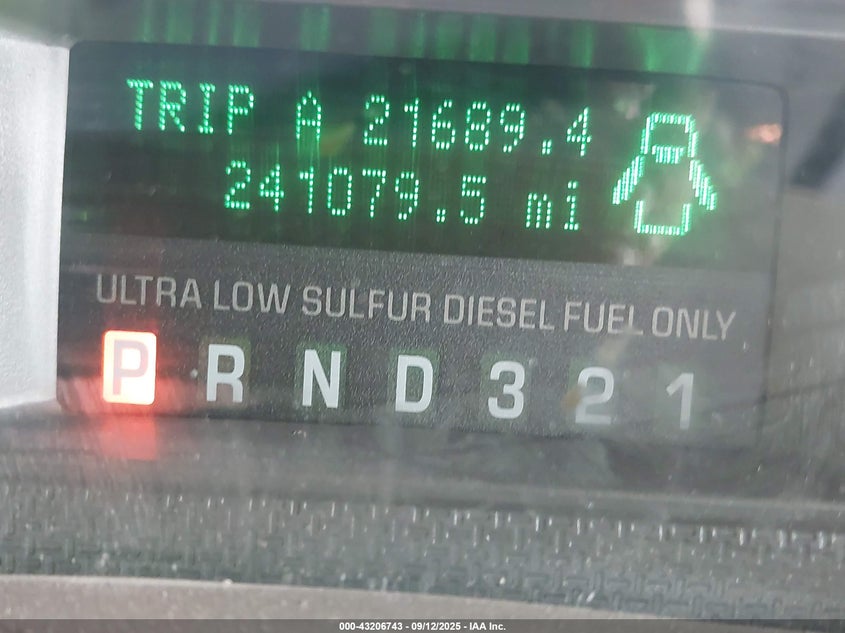 TRIP A 21689.4
241079.5 mi
ULTRA LOW SULFUR DIESEL FUEL ONLY
P R N D 3 2 1
000-43206743 - 09/12/2025 - IAA Inc.